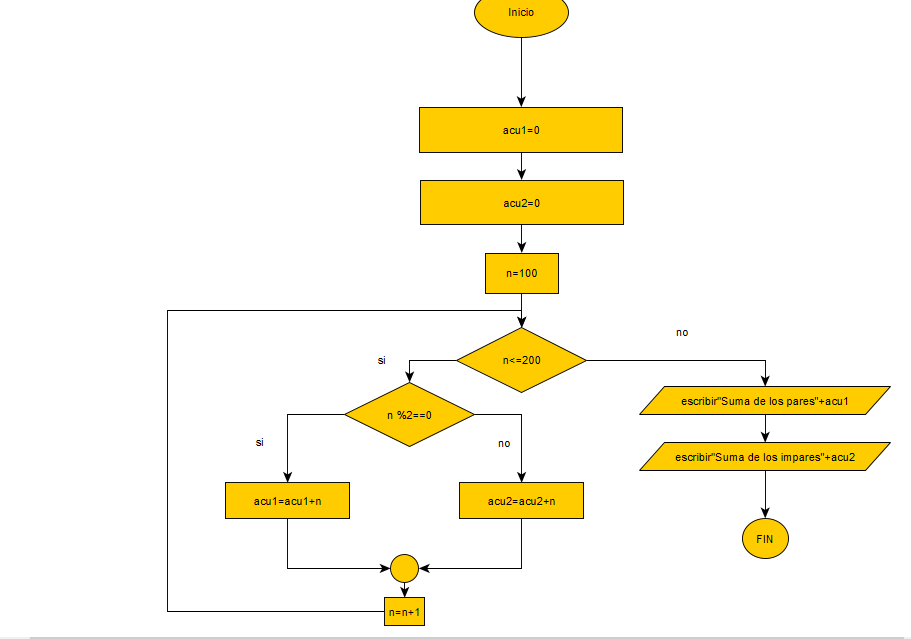 Inicio
acu1=0
acu2=0
n=100
no
si
n<=200
escribir"Suma de los pares"+acu1
n %2==0
si
no
escribir"Suma de los impares"+acu2
acu1=acu1+n
acu2=acu2+n
FIN
n=n+1